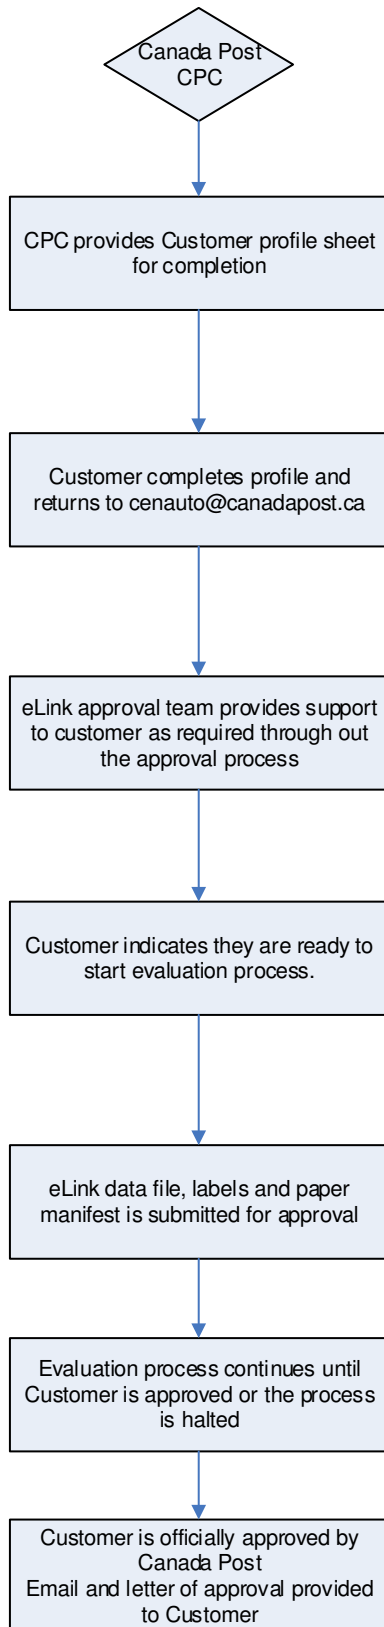 Canada Post
CPC
CPC provides Customer profile sheet
for completion
Customer completes profile and
returns to cenauto@canadapost.ca
eLink approval team provides support
to customer as required through out
the approval process
Customer indicates they are ready to
start evaluation process.
eLink data file, labels and paper
manifest is submitted for approval
Evaluation process continues until
Customer is approved or the process
is halted
Customer is officially approved by
Canada Post
Email and letter of approval provided
to Customer